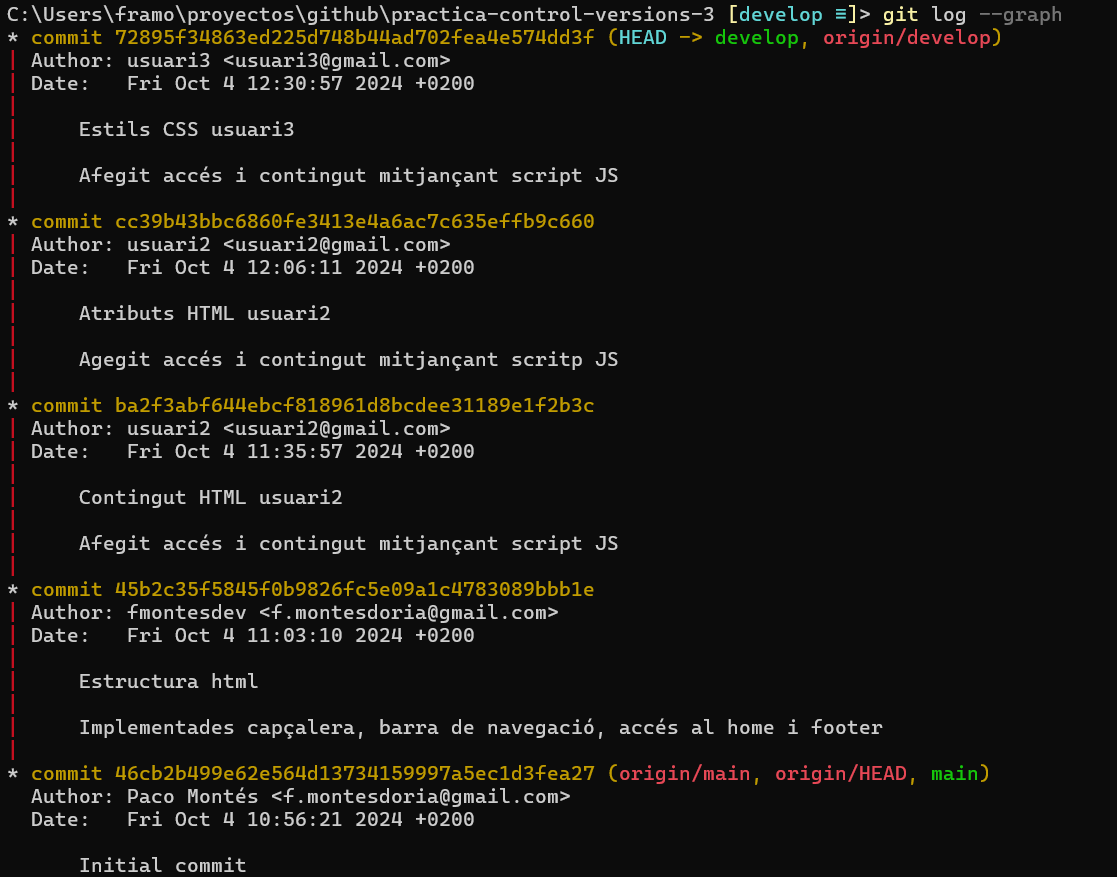 C:\Users\framo\proyectos\github\practica-control-versions-3 [develop ≡]> git log --graph
* commit 72895f34863ed225d748b44ad702fea4e574dd3f (HEAD -> develop, origin/develop)
| Author: usuari3 <usuari3@gmail.com>
| Date:   Fri Oct 4 12:30:57 2024 +0200
|
|     Estils CSS usuari3
|
|     Afegit accés i contingut mitjançant script JS
|
* commit cc39b43bbc6860fe3413e4a6ac7c635effb9c660
| Author: usuari2 <usuari2@gmail.com>
| Date:   Fri Oct 4 12:06:11 2024 +0200
|
|     Atributs HTML usuari2
|
|     Agegit accés i contingut mitjançant scritp JS
|
* commit ba2f3abf644ebcf818961d8bcdee31189e1f2b3c
| Author: usuari2 <usuari2@gmail.com>
| Date:   Fri Oct 4 11:35:57 2024 +0200
|
|     Contingut HTML usuari2
|
|     Afegit accés i contingut mitjançant script JS
|
* commit 45b2c35f5845f0b9826fc5e09a1c4783089bbb1e
| Author: fmontesdev <f.montesdoria@gmail.com>
| Date:   Fri Oct 4 11:03:10 2024 +0200
|
|     Estructura html
|
|     Implementades capçalera, barra de navegació, accés al home i footer
|
* commit 46cb2b499e62e564d13734159997a5ec1d3fea27 (origin/main, origin/HEAD, main)
  Author: Paco Montés <f.montesdoria@gmail.com>
  Date:   Fri Oct 4 10:56:21 2024 +0200

      Initial commit